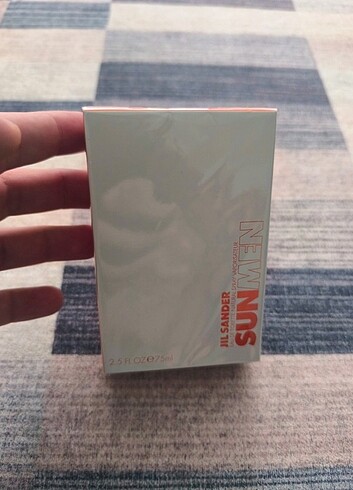 JIL SANDER
SUN MEN
2.5 FL OZ ℮ 75ml